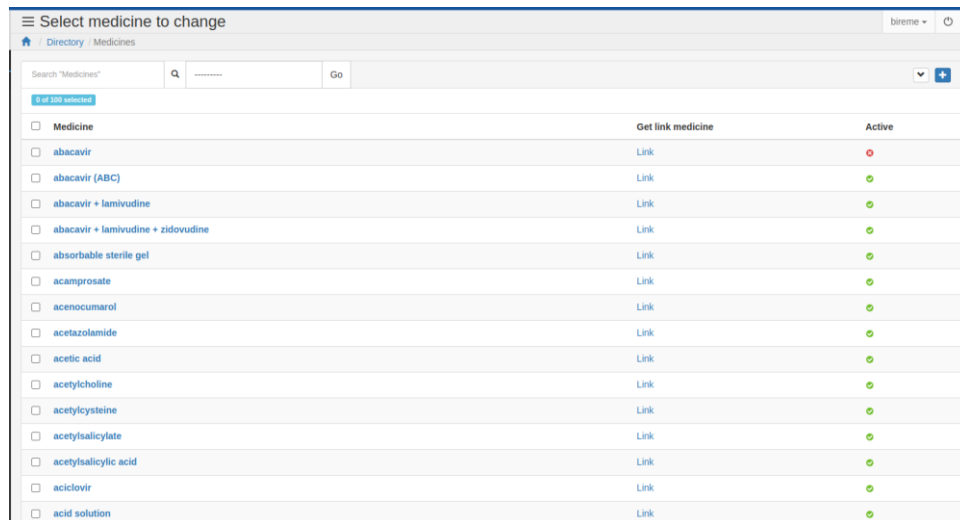 Select medicine to change
bireme
/ Directory / Medicines
Search "Medicines"
---------
Go
0 of 100 selected
Medicine Get link medicine Active
abacavir Link
abacavir (ABC) Link
abacavir + lamivudine Link
abacavir + lamivudine + zidovudine Link
absorbable sterile gel Link
acamprosate Link
acenocumarol Link
acetazolamide Link
acetic acid Link
acetylcholine Link
acetylcysteine Link
acetylsalicylate Link
acetylsalicylic acid Link
aciclovir Link
acid solution Link